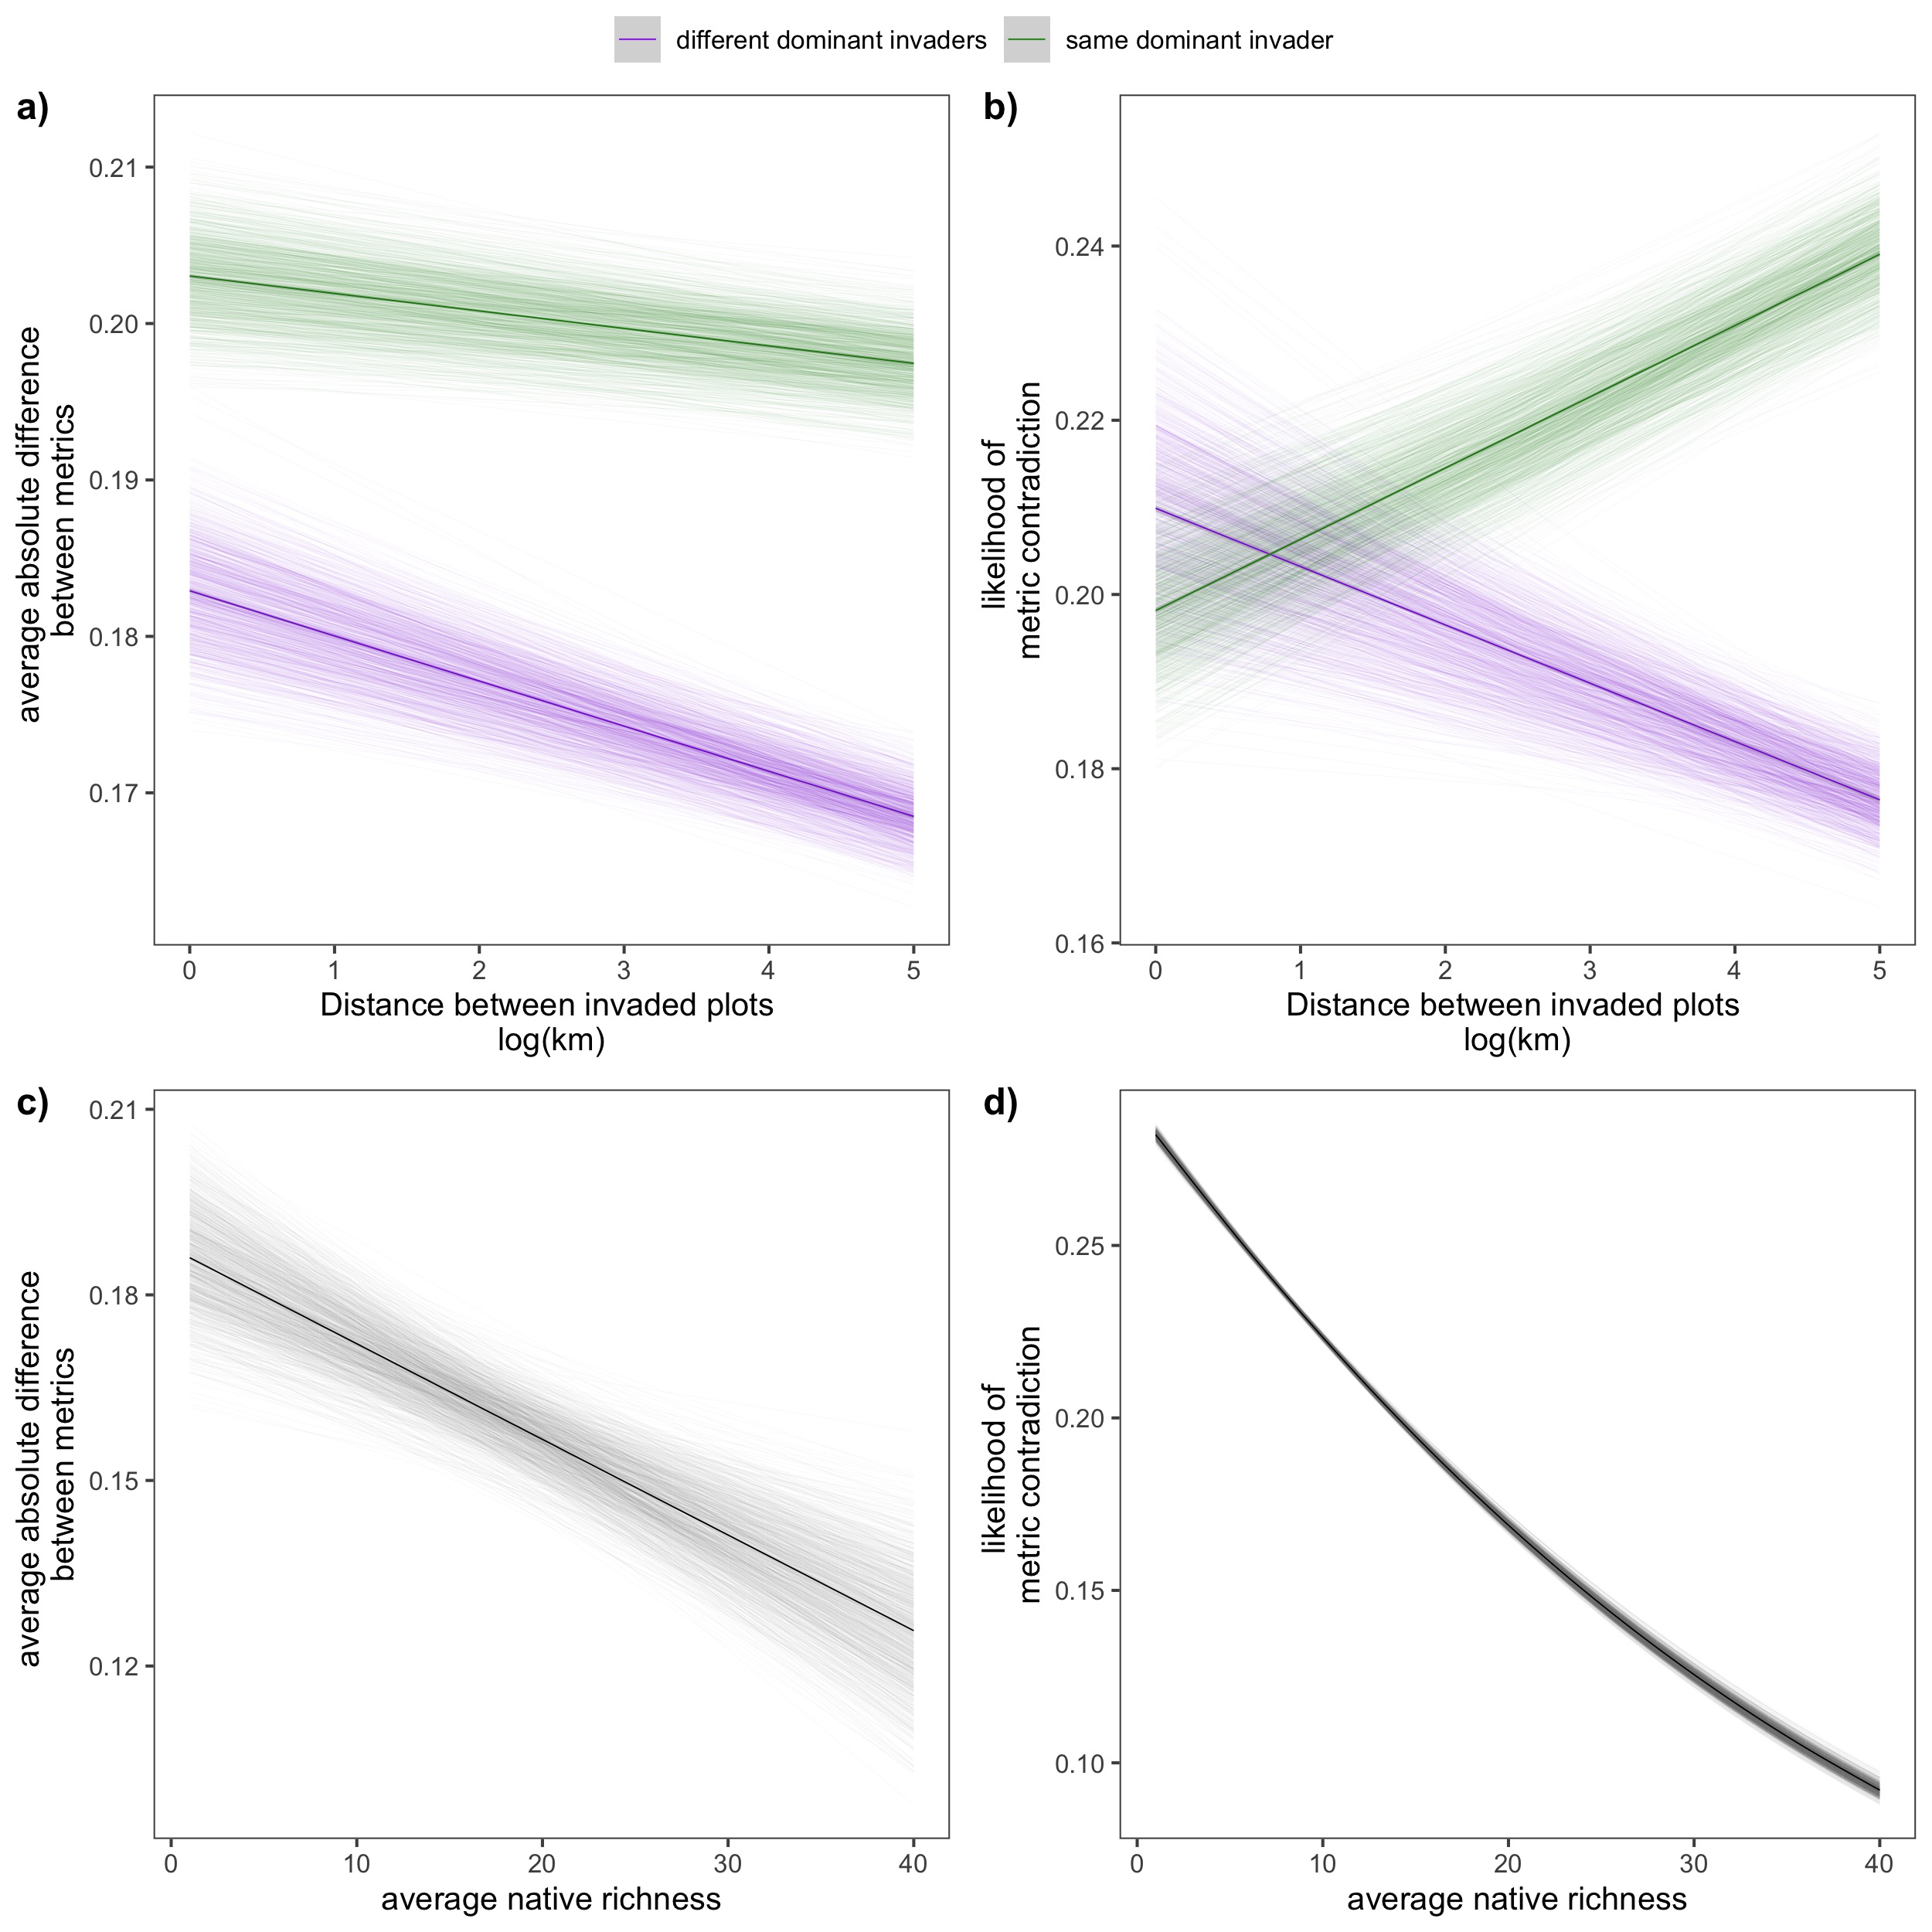 different dominant invaders same dominant invader
a)
average absolute difference
between metrics
0.21
0.20
0.19
0.18
0.17
0 1 2 3 4 5
Distance between invaded plots
log(km)
b)
likelihood of
metric contradiction
0.24
0.22
0.20
0.18
0.16
0 1 2 3 4 5
Distance between invaded plots
log(km)
c)
average absolute difference
between metrics
0.21
0.18
0.15
0.12
0 10 20 30 40
average native richness
d)
likelihood of
metric contradiction
0.25
0.20
0.15
0.10
0 10 20 30 40
average native richness